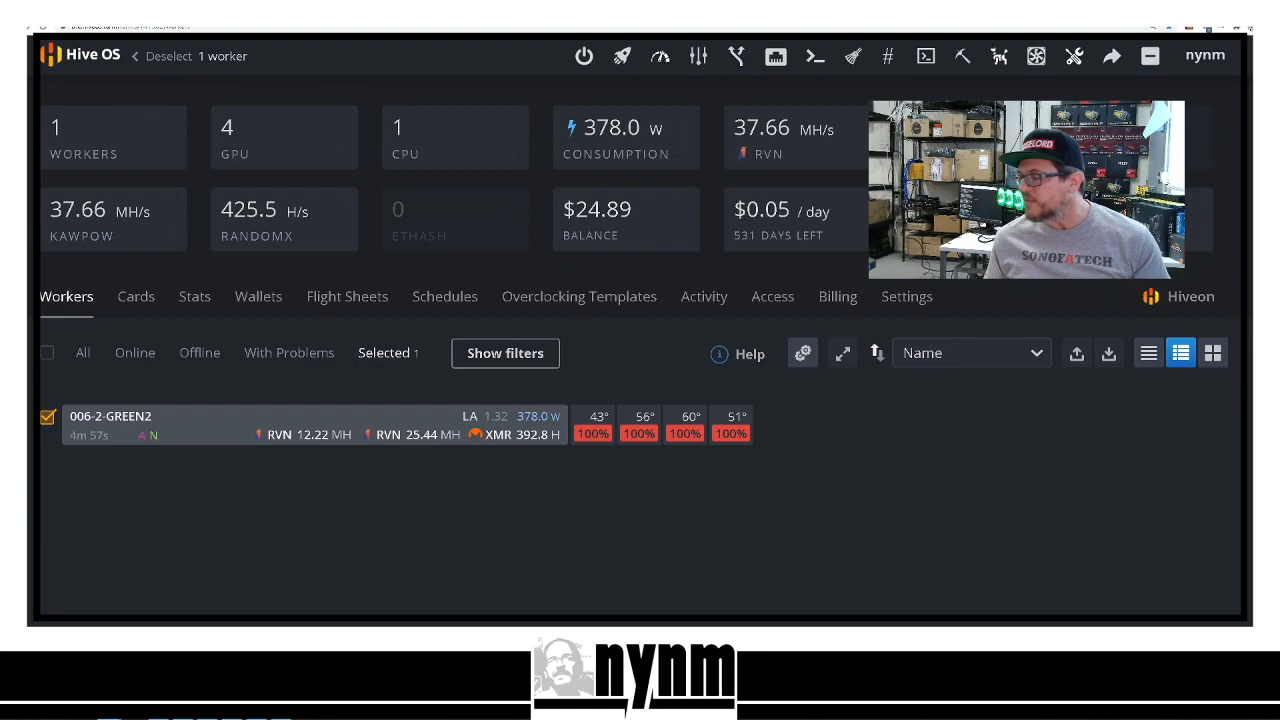 Hive OS Deselect 1 worker # nynm
1 4 1 378.0 W 37.66 MH/s
WORKERS GPU CPU CONSUMPTION RVN
37.66 MH/s 425.5 H/s 0 $24.89 $0.05 / day
KAWPOW RANDOMX ETHASH BALANCE 531 DAYS LEFT
GELORD
SONOFATECH
Workers Cards Stats Wallets Flight Sheets Schedules Overclocking Templates Activity Access Billing Settings Hiveon
All Online Offline With Problems Selected 1 Show filters Help Name
006-2-GREEN2 LA 1.32 378.0 W 43° 56° 60° 51°
4m 57s A N RVN 12.22 MH RVN 25.44 MH XMR 392.8 H 100% 100% 100% 100%
nynm